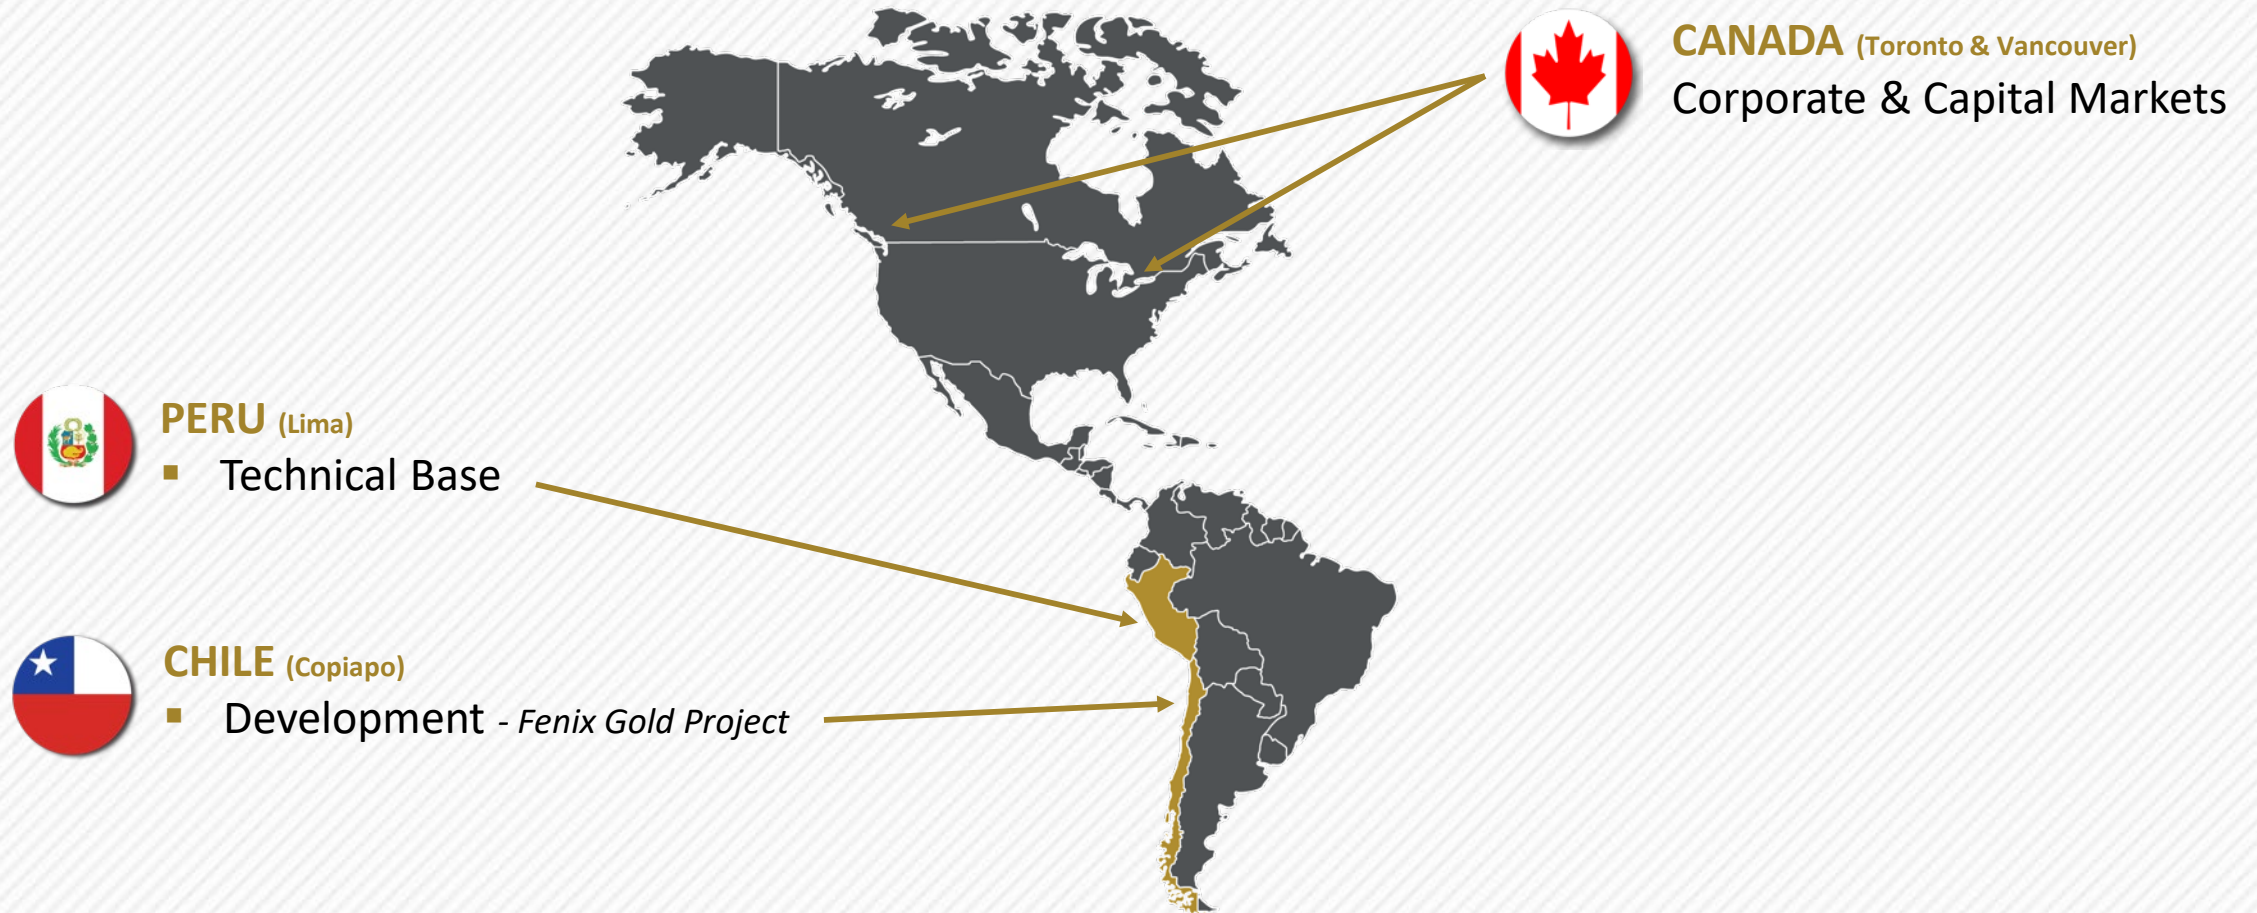 CANADA (Toronto & Vancouver)
Corporate & Capital Markets
PERU (Lima)
▪ Technical Base
CHILE (Copiapo)
▪ Development - Fenix Gold Project